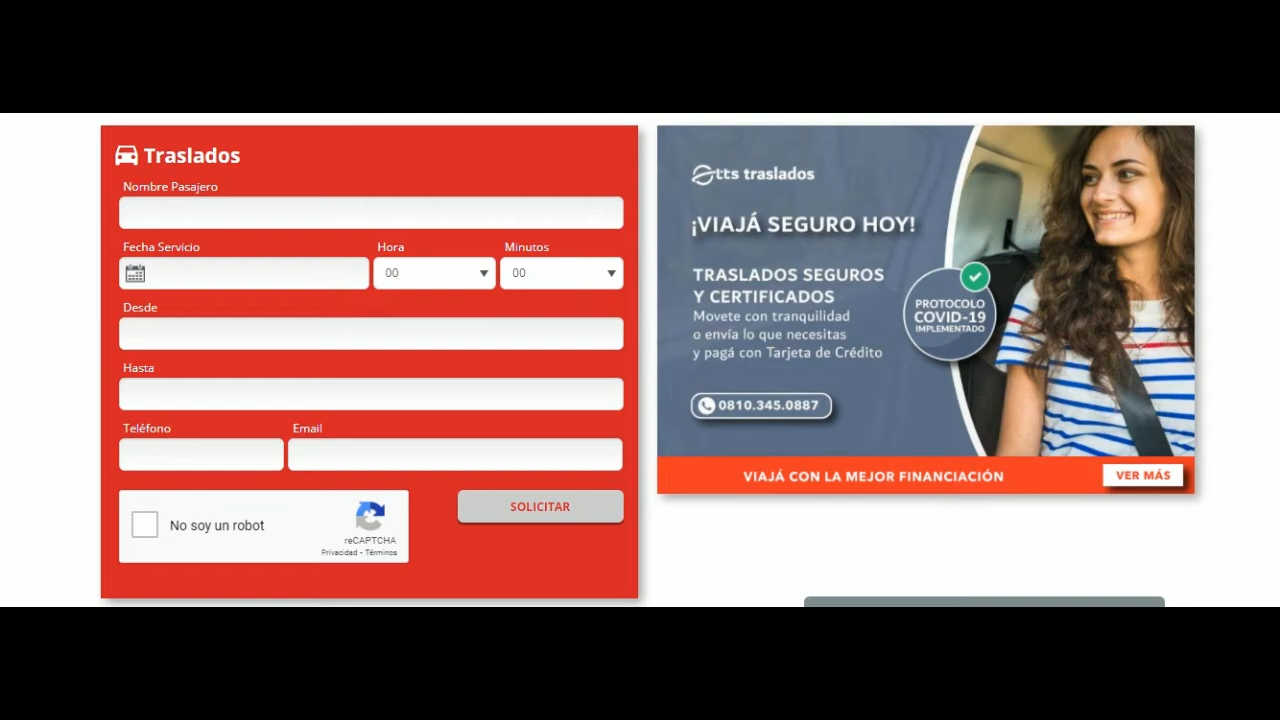 Traslados
Nombre Pasajero
Fecha Servicio
Hora
Minutos
00
00
Desde
Hasta
Teléfono
Email
No soy un robot
reCAPTCHA
Privacidad - Términos
SOLICITAR
tts traslados
¡VIAJÁ SEGURO HOY!
TRASLADOS SEGUROS
Y CERTIFICADOS
Movete con tranquilidad
o envía lo que necesitas
y pagá con Tarjeta de Crédito
PROTOCOLO
COVID-19
IMPLEMENTADO
0810.345.0887
VIAJÁ CON LA MEJOR FINANCIACIÓN
VER MÁS